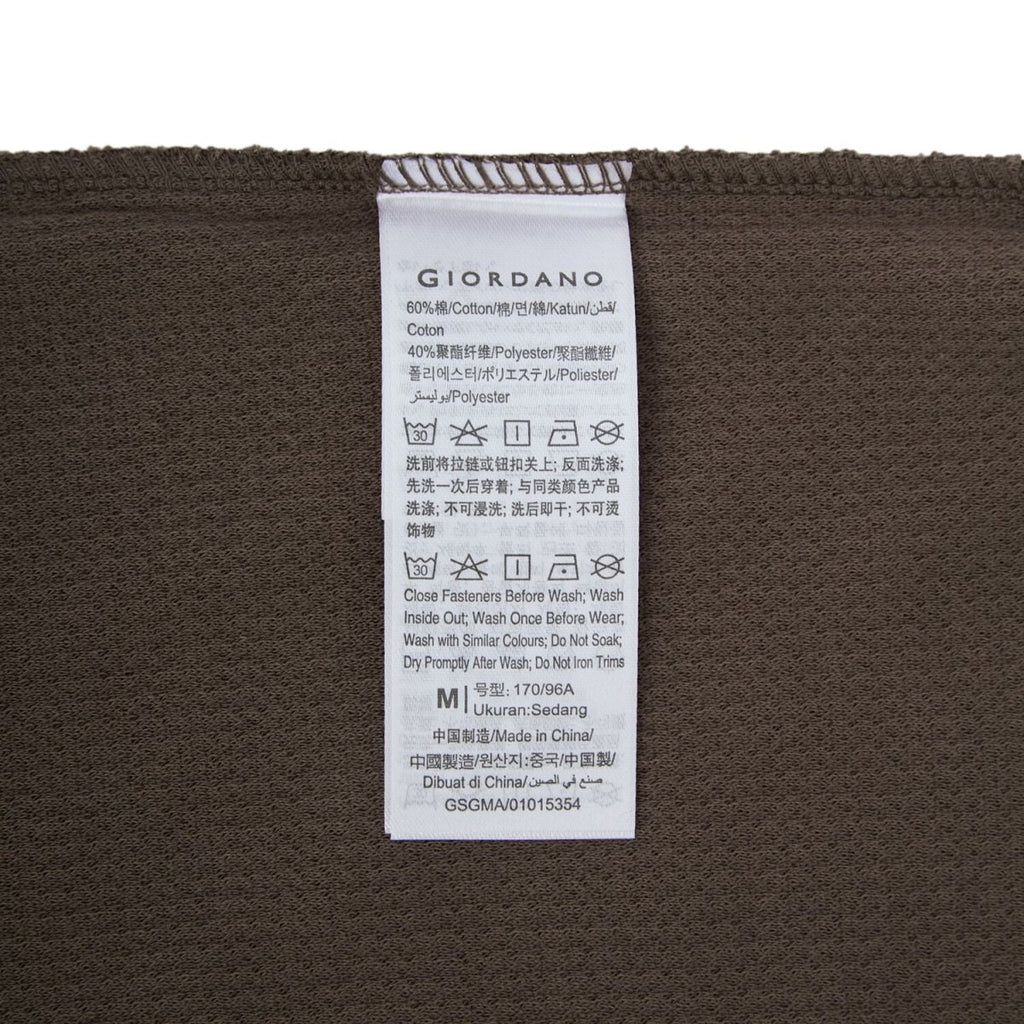 GIORDANO
60%棉/Cotton/棉/면/綿/Katun/قطن/
Coton
40%聚酯纤维/Polyester/聚酯纖維/
폴리에스터/ポリエステル/Poliester/
بوليستر/Polyester
30
洗前将拉链或钮扣关上; 反面洗涤;
先洗一次后穿着; 与同类颜色产品
洗涤; 不可浸洗; 洗后即干; 不可烫
饰物
30
Close Fasteners Before Wash; Wash
Inside Out; Wash Once Before Wear;
Wash with Similar Colours; Do Not Soak;
Dry Promptly After Wash; Do Not Iron Trims
M 号型: 170/96A
Ukuran:Sedang
中国制造/Made in China/
中國製造/원산지:중국/中国製/
Dibuat di China/صنع في الصين
GSGMA/01015354